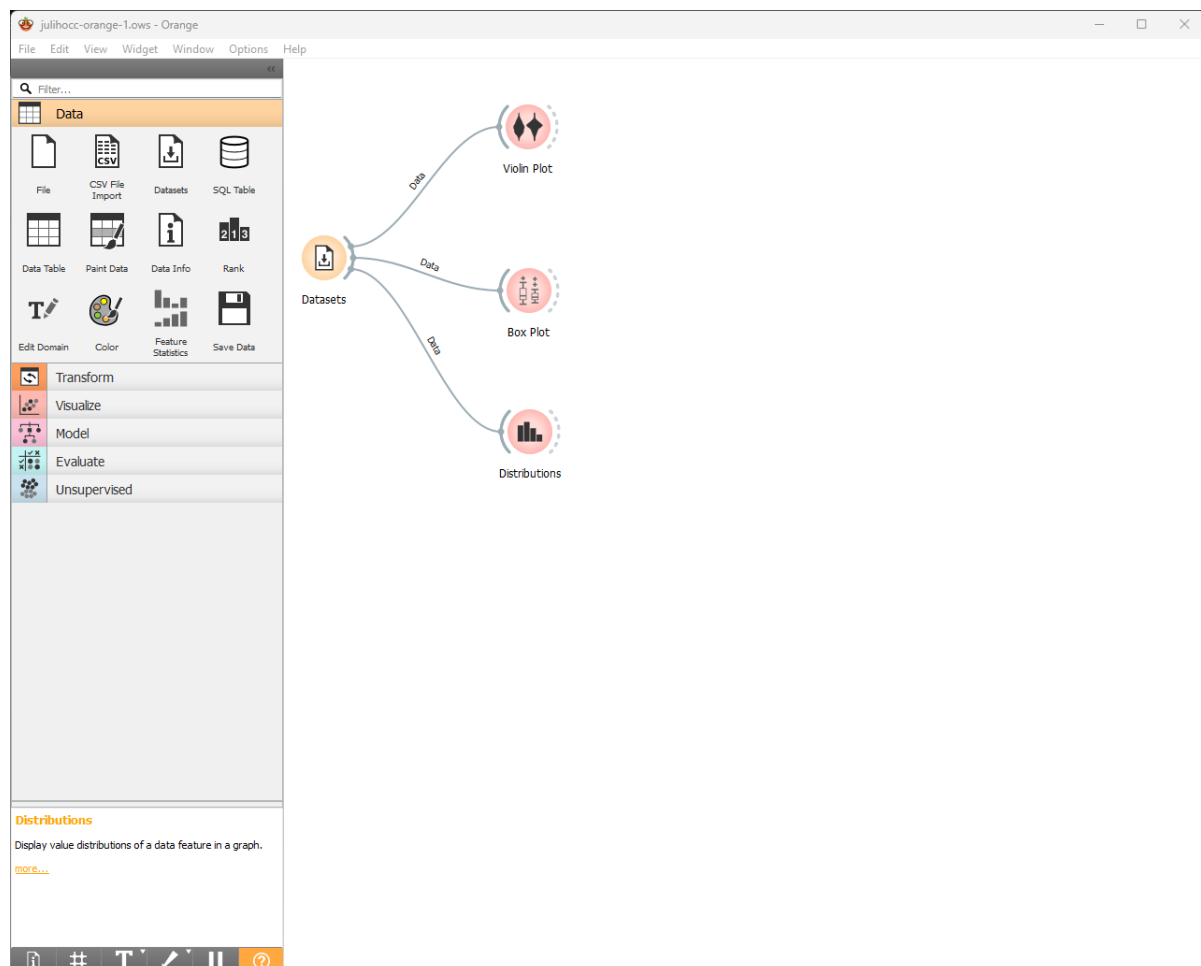 julihocc-orange-1.ows - Orange
File Edit View Widget Window Options Help
Filter...
Data
File
CSV File Import
Datasets
SQL Table
Data Table
Paint Data
Data Info
Rank
Edit Domain
Color
Feature Statistics
Save Data
Transform
Visualize
Model
Evaluate
Unsupervised
Distributions
Display value distributions of a data feature in a graph.
more...
Datasets
Data
Violin Plot
Data
Box Plot
Data
Distributions